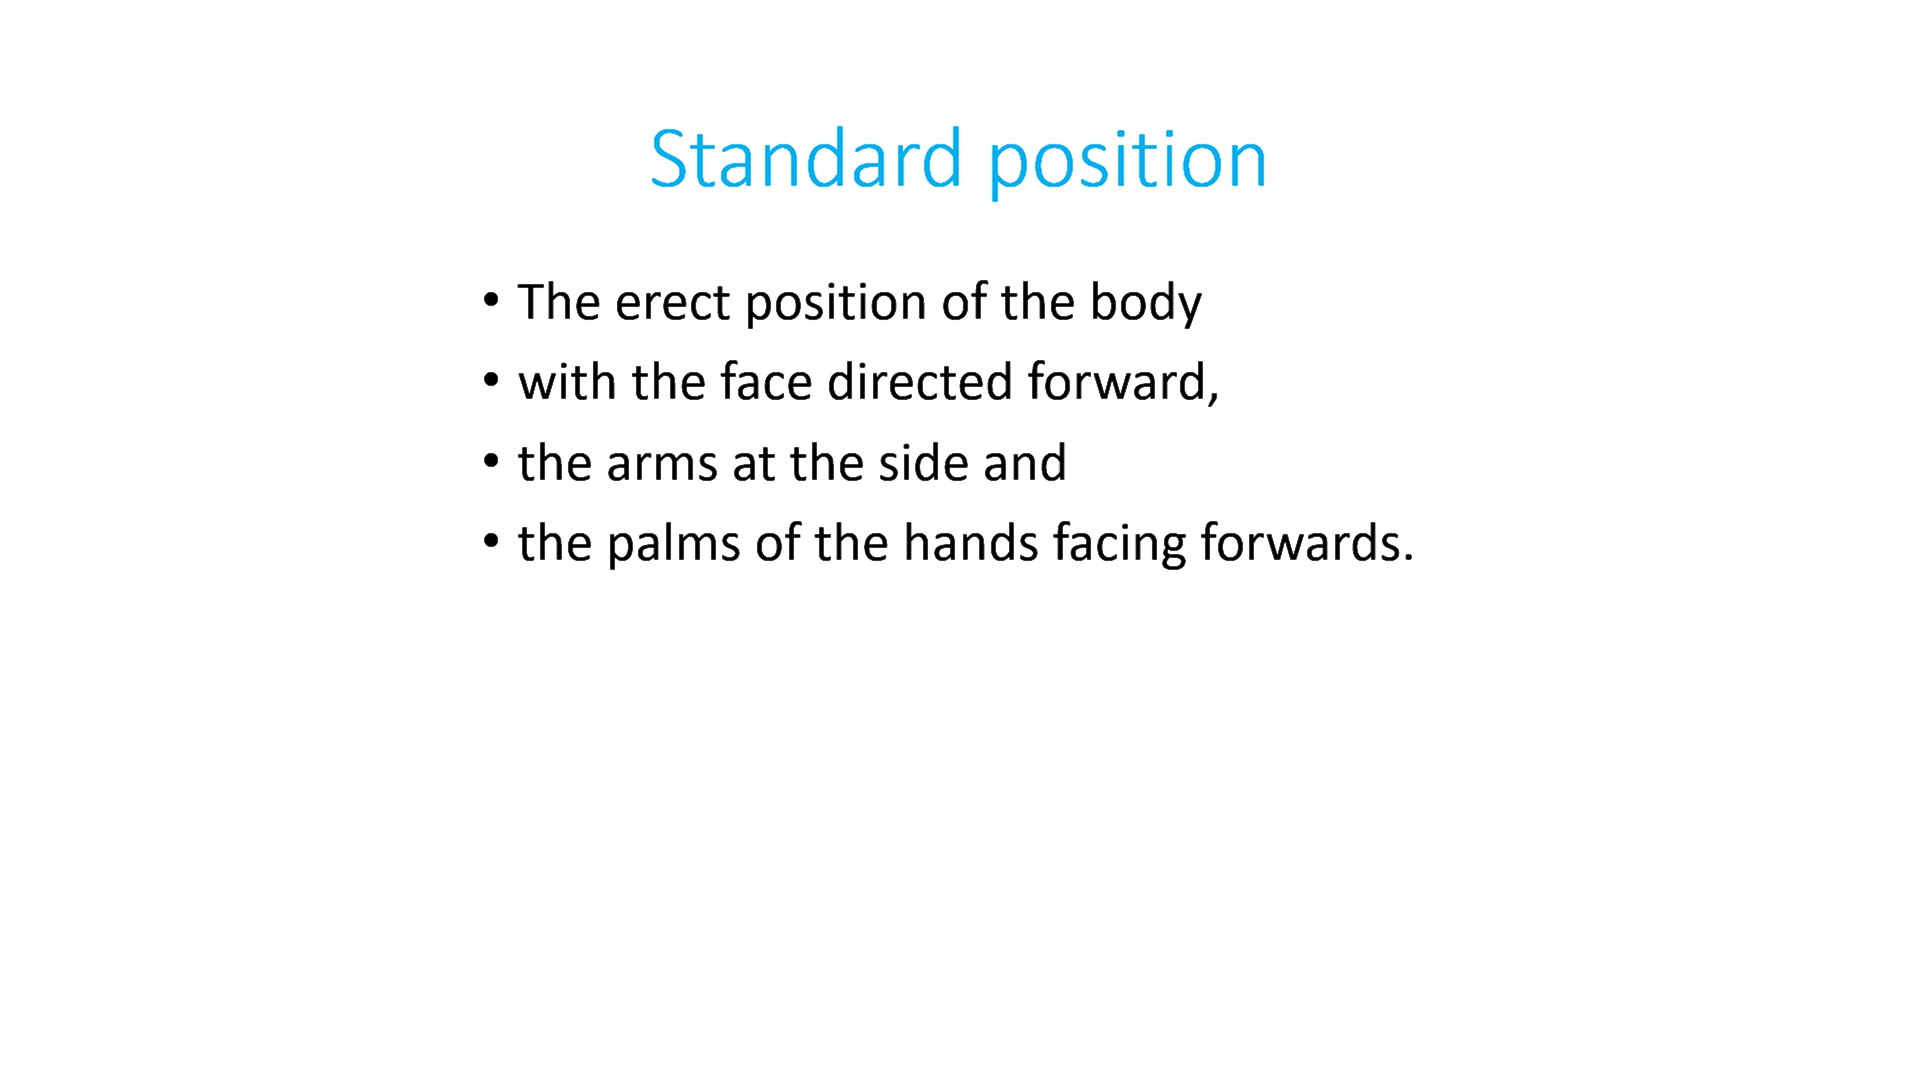 Standard position
• The erect position of the body
• with the face directed forward,
• the arms at the side and
• the palms of the hands facing forwards.